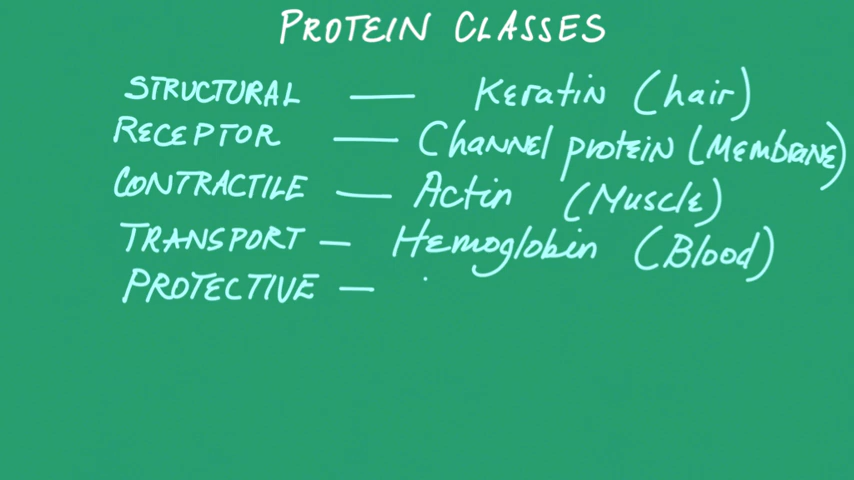 PROTEIN CLASSES
STRUCTURAL — Keratin (hair)
RECEPTOR — Channel protein (Membrane)
CONTRACTILE — Actin (Muscle)
TRANSPORT — Hemoglobin (Blood)
PROTECTIVE —